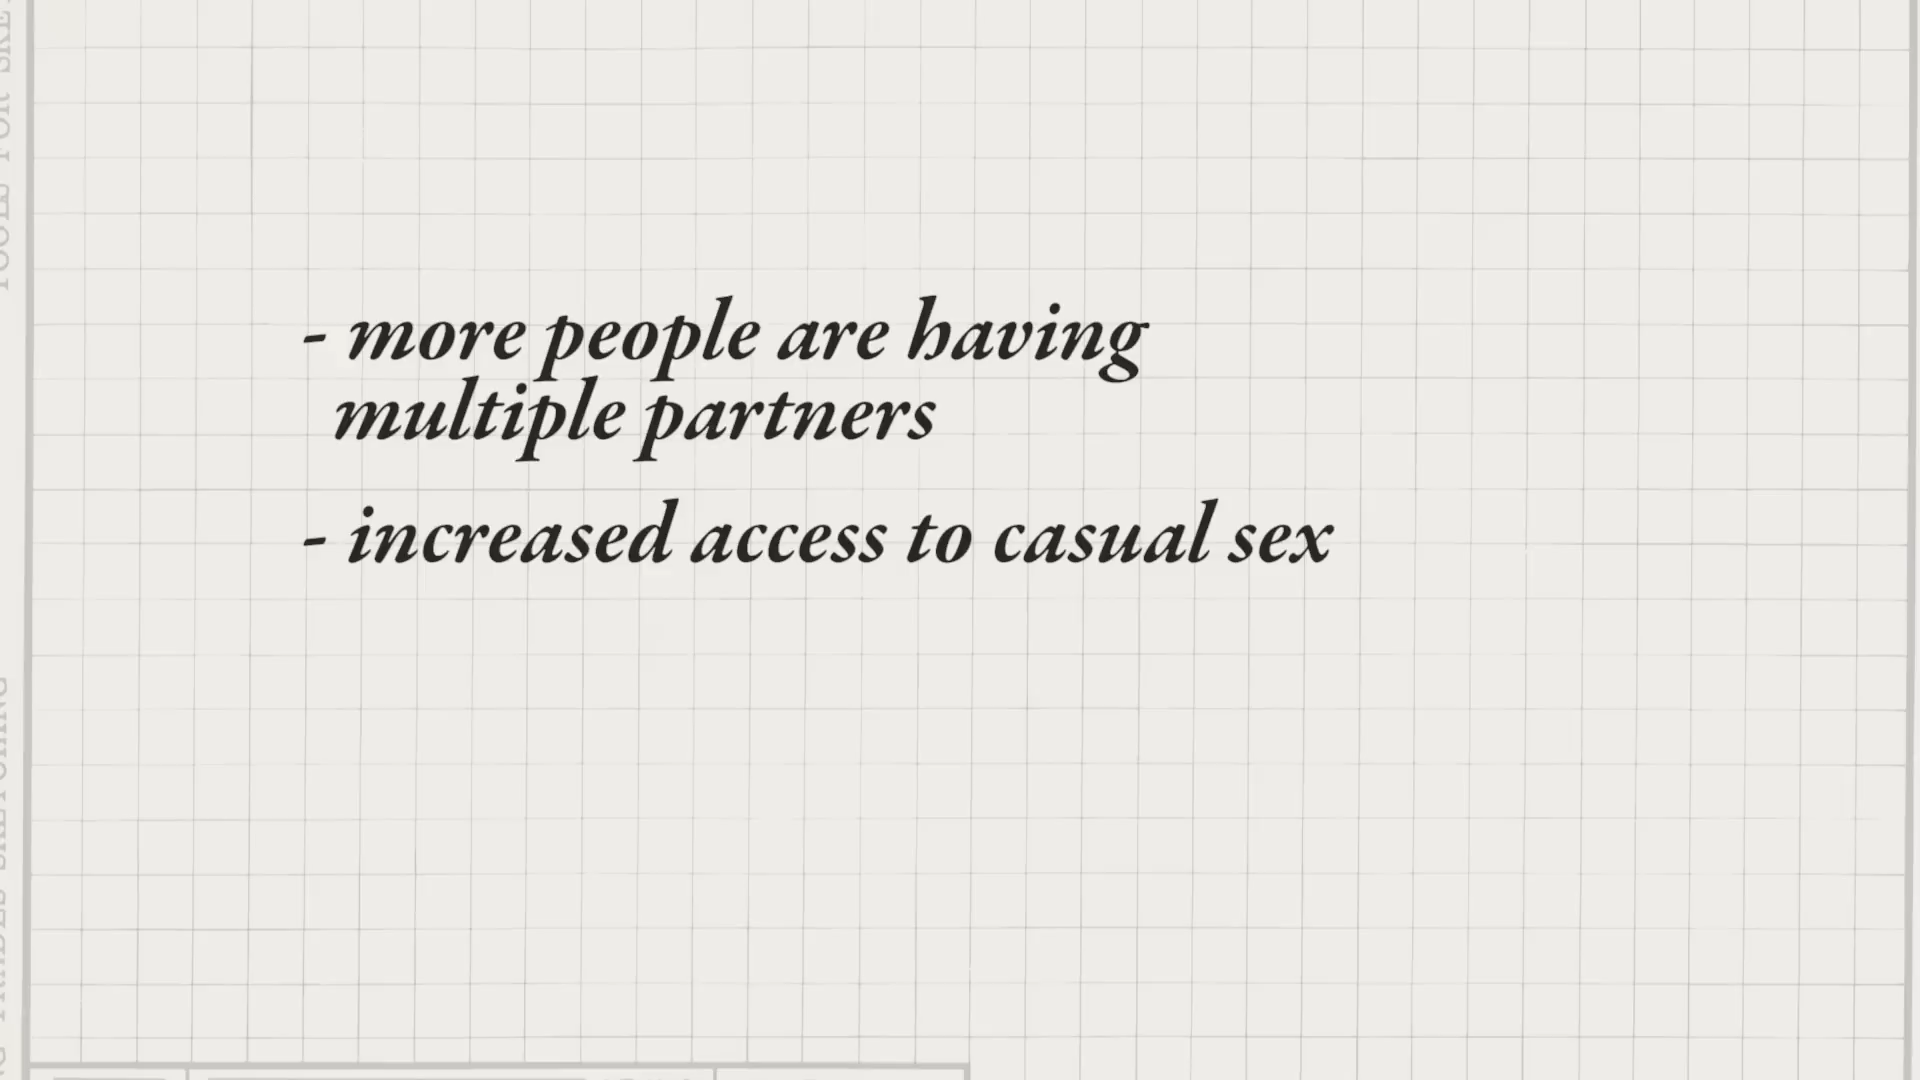 - more people are having
multiple partners
- increased access to casual sex